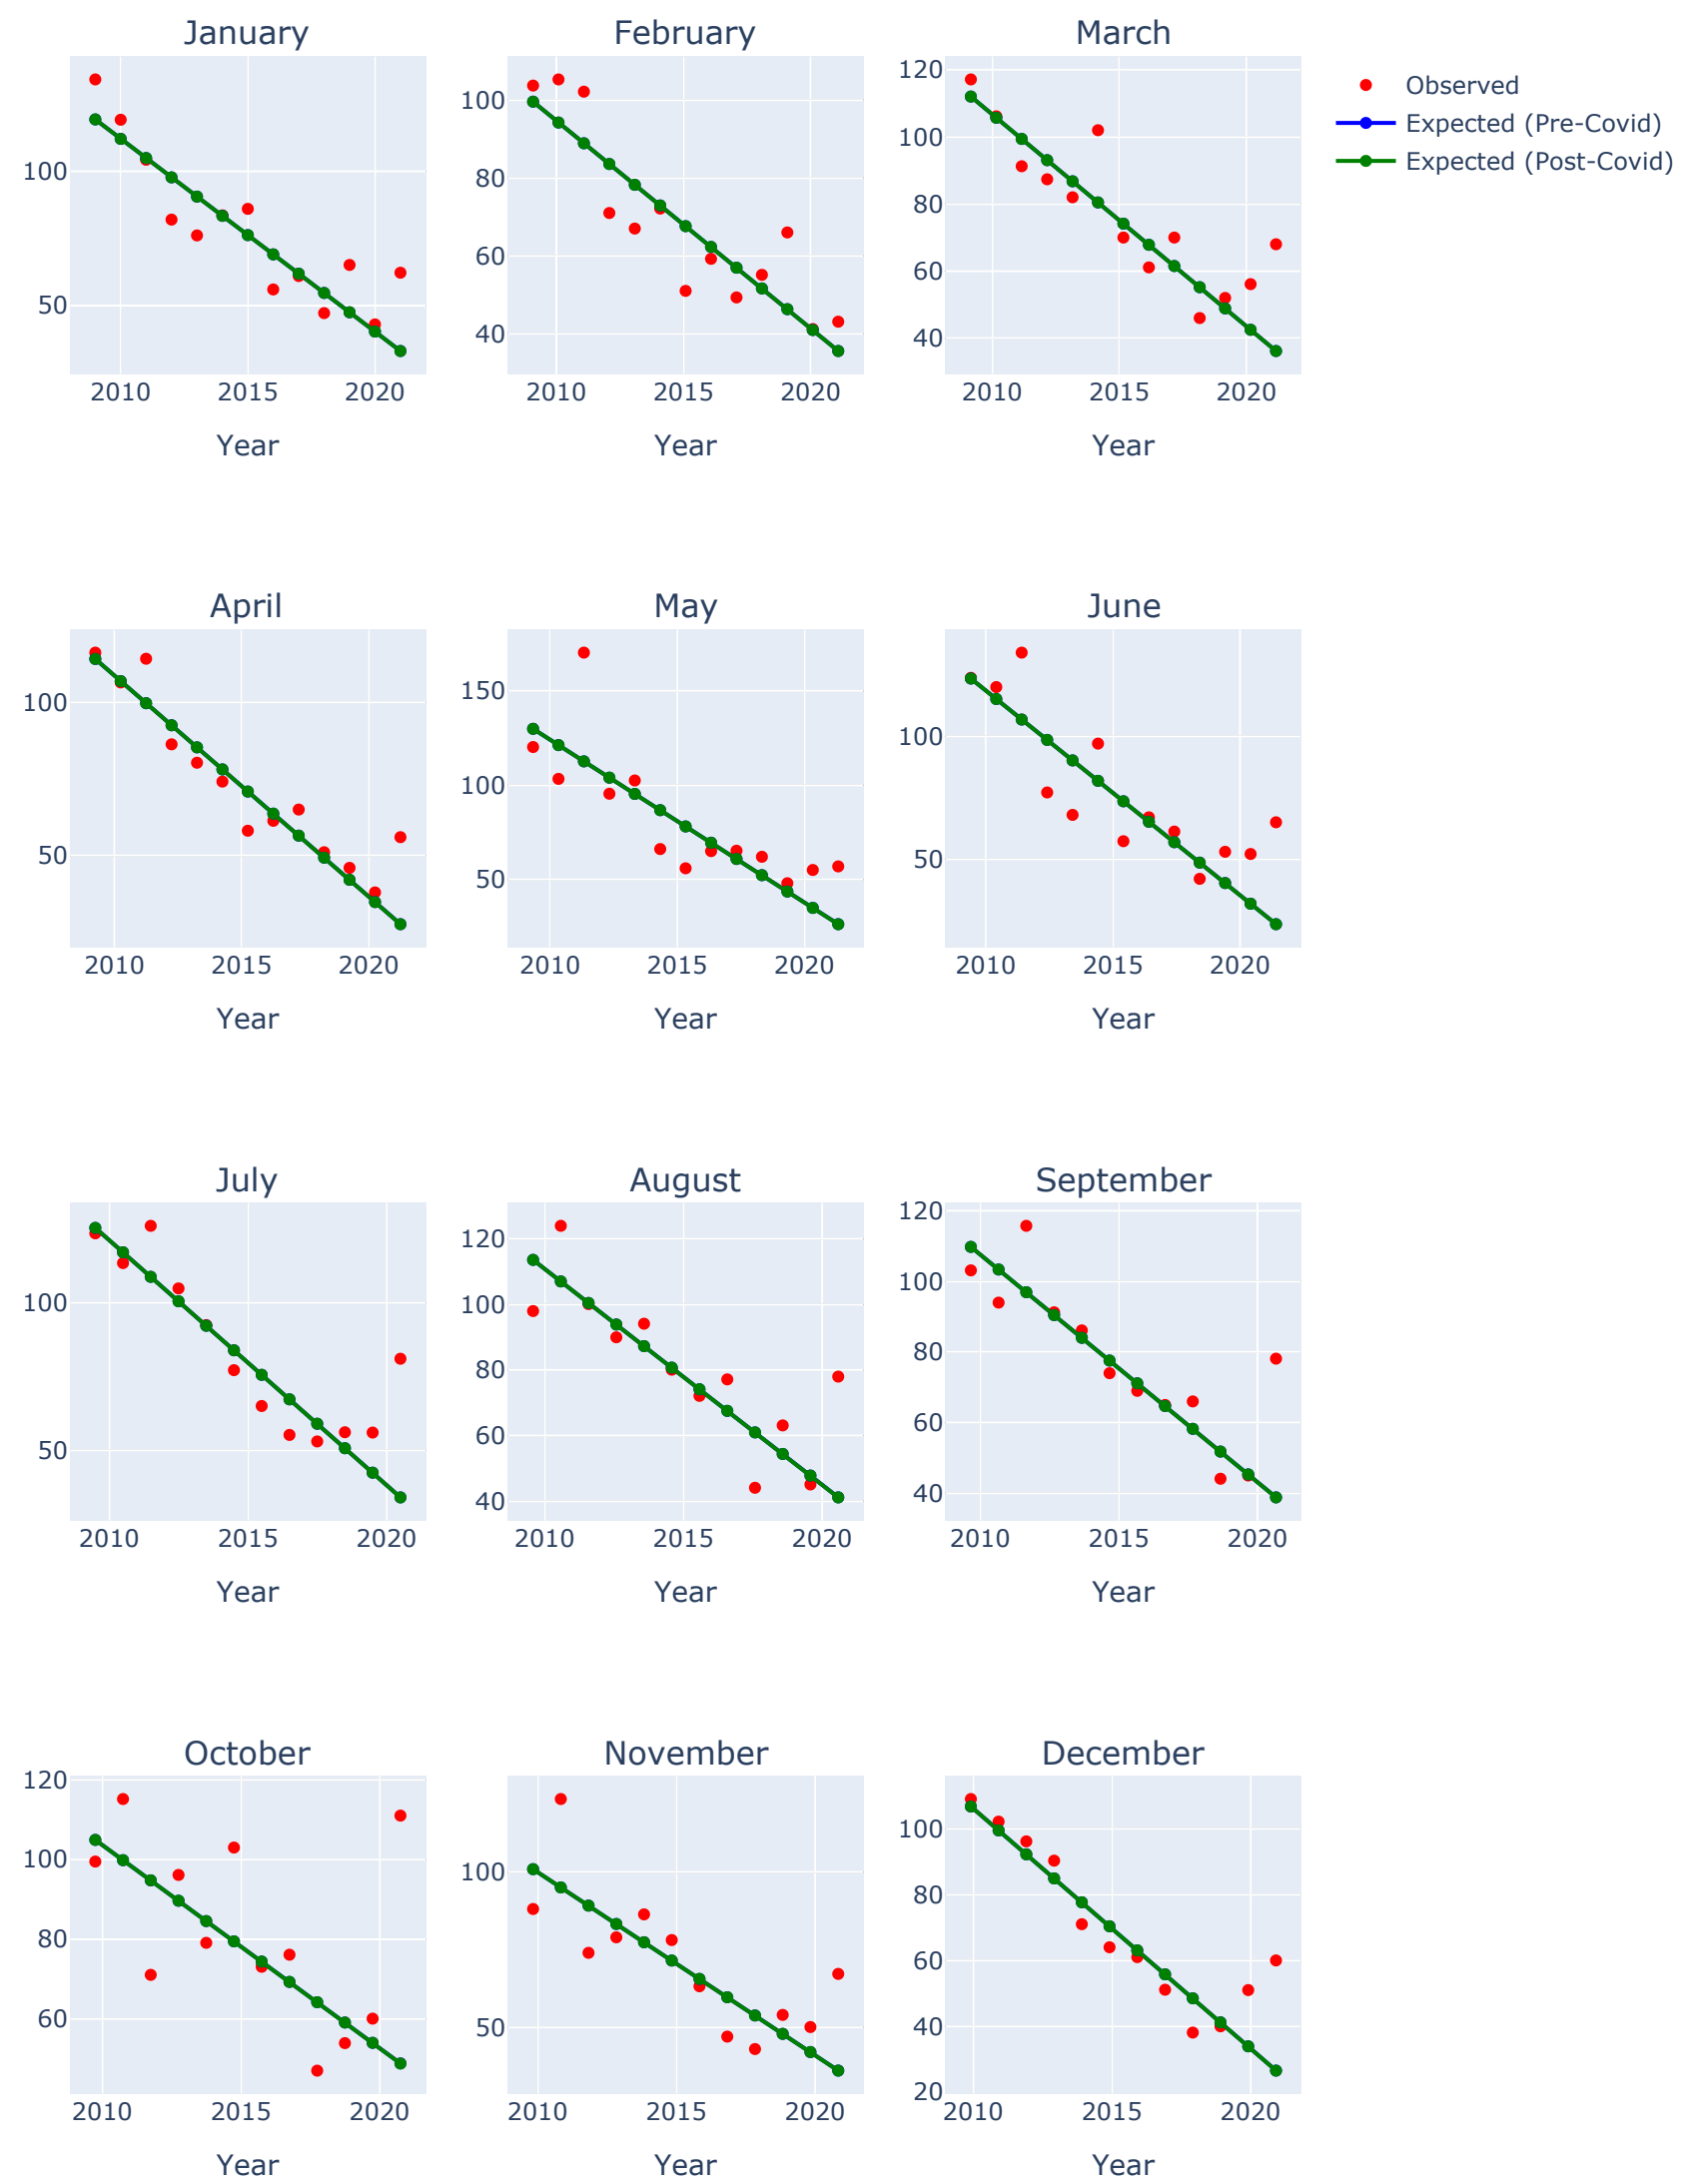 January
February
March
100
50
2010 2015 2020
Year
100
80
60
40
2010 2015 2020
Year
120
100
80
60
40
2010 2015 2020
Year
Observed
Expected (Pre-Covid)
Expected (Post-Covid)
April
May
June
100
50
2010 2015 2020
Year
150
100
50
2010 2015 2020
Year
100
50
2010 2015 2020
Year
July
August
September
100
50
2010 2015 2020
Year
120
100
80
60
40
2010 2015 2020
Year
120
100
80
60
40
2010 2015 2020
Year
October
November
December
120
100
80
60
2010 2015 2020
Year
100
50
2010 2015 2020
Year
100
80
60
40
20
2010 2015 2020
Year